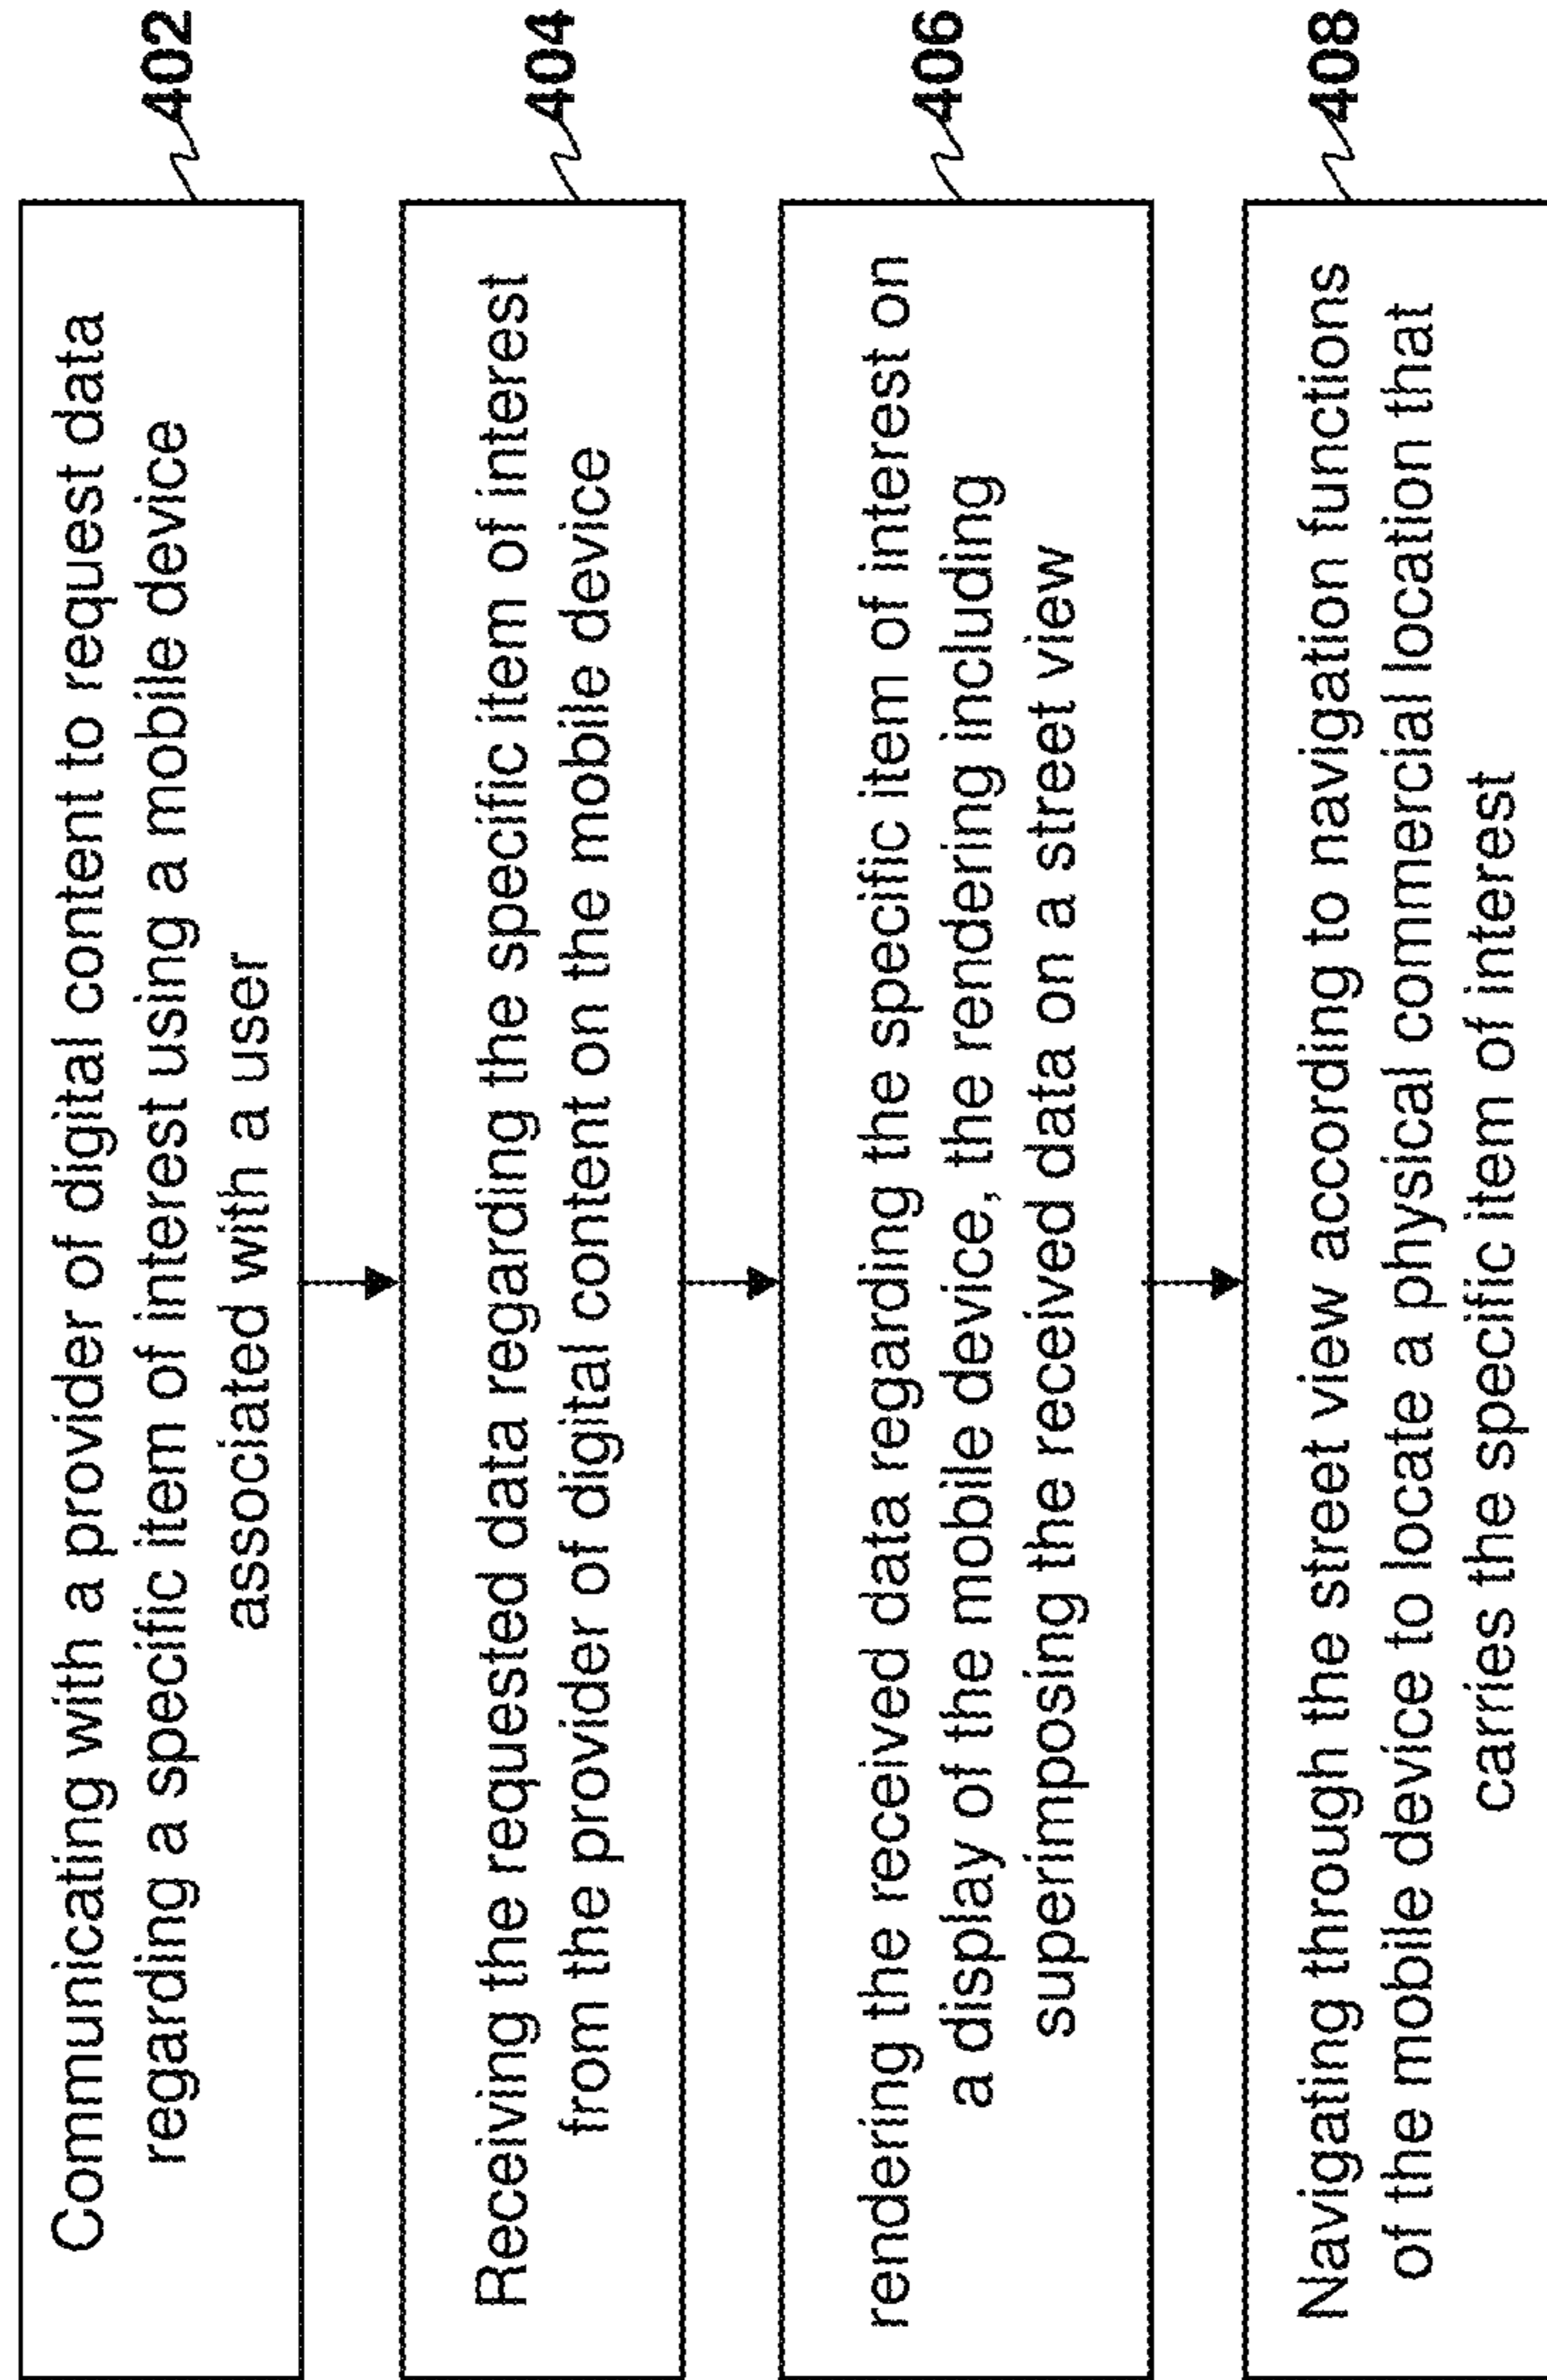 Communicating with a provider of digital content to request data
regarding a specific item of interest using a mobile device
associated with a user
402
Receiving the requested data regarding the specific item of interest
from the provider of digital content on the mobile device
404
rendering the received data regarding the specific item of interest on
a display of the mobile device, the rendering including
superimposing the received data on a street view
406
Navigating through the street view according to navigation functions
of the mobile device to locate a physical commercial location that
carries the specific item of interest
408